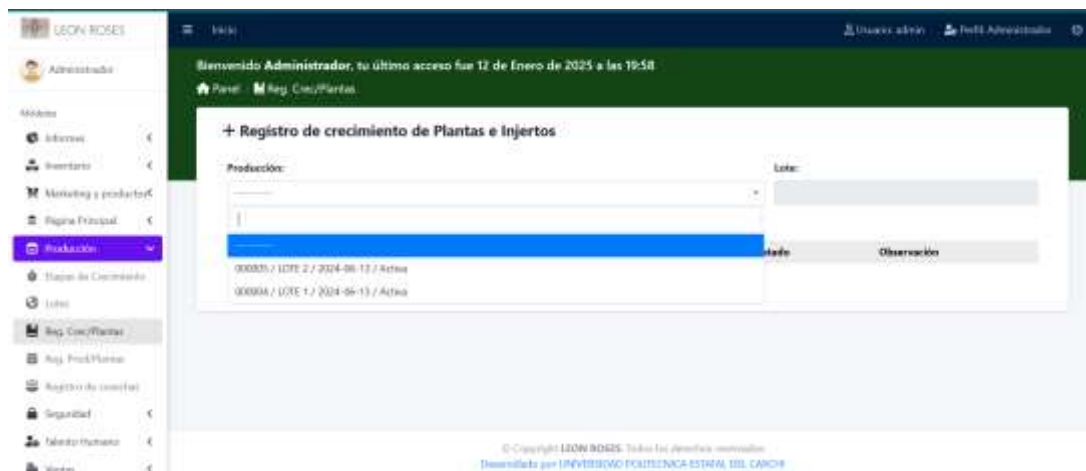 LEON ROSES
Inicio
Usuario admin
Perfil Administrador
Administrador
Bienvenido Administrador, tu último acceso fue 12 de Enero de 2025 a las 19:58
Panel
Reg. Crec/Plantas
Módulos
Informes
Inventario
Marketing y productos
Página Principal
Producción
Etapas de Crecimiento
Lotes
Reg. Crec/Plantas
Reg. Prod/Plantas
Registro de cosechas
Seguridad
Talento Humano
Ventas
+ Registro de crecimiento de Plantas e Injertos
Producción:
Lote:
---------
---------
000005 / LOTE 2 / 2024-06-13 / Activa
000004 / LOTE 1 / 2024-06-13 / Activa
Observación
© Copyright LEON ROSES. Todos los derechos reservados
Desarrollado por UNIVERSIDAD POLITECNICA ESTATAL DEL CARCHI